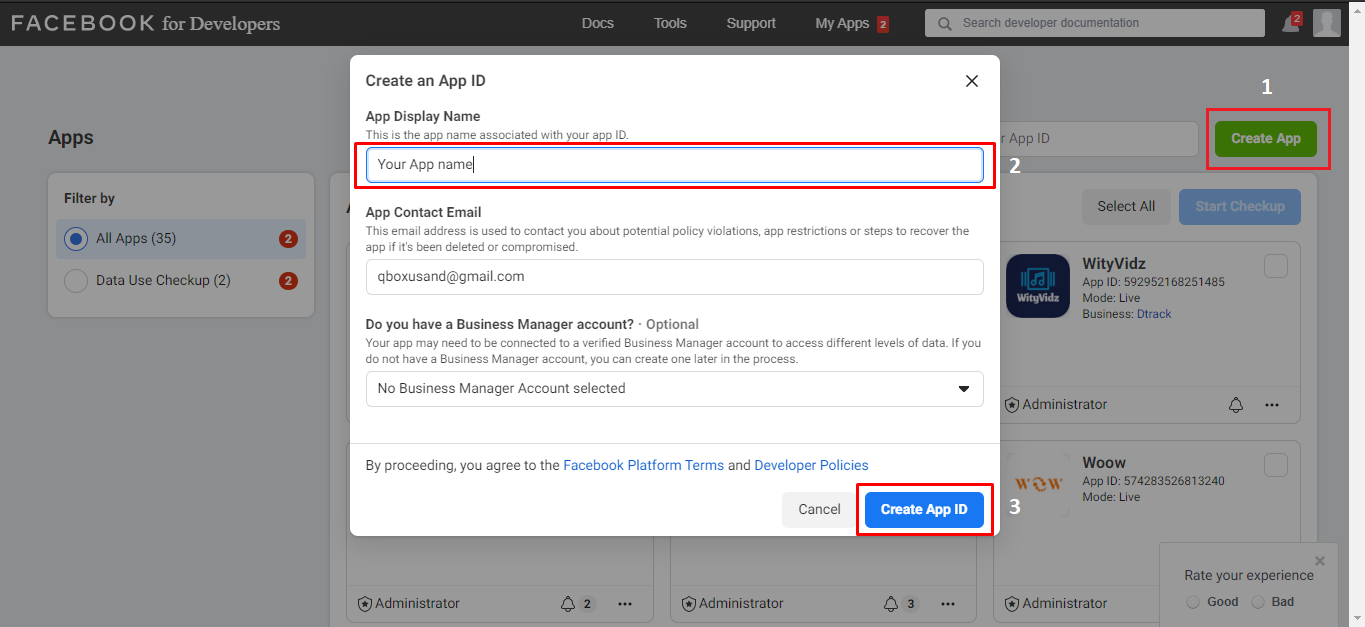 FACEBOOK for Developers
Docs
Tools
Support
My Apps 2
Search developer documentation
2
1
Apps
App ID
Create App
Filter by
All Apps (35)
2
Data Use Checkup (2)
2
Create an App ID
App Display Name
This is the app name associated with your app ID.
Your App name
2
App Contact Email
This email address is used to contact you about potential policy violations, app restrictions or steps to recover the
app if it's been deleted or compromised.
qboxusand@gmail.com
Do you have a Business Manager account? · Optional
Your app may need to be connected to a verified Business Manager account to access different levels of data. If you
do not have a Business Manager account, you can create one later in the process.
No Business Manager Account selected
By proceeding, you agree to the Facebook Platform Terms and Developer Policies
Cancel
Create App ID
3
Select All
Start Checkup
WityVidz
WityVidz
App ID: 592952168251485
Mode: Live
Business: Dtrack
Administrator
WOW
Woow
App ID: 574283526813240
Mode: Live
Administrator
2
Administrator
3
Administrator
Rate your experience
Good
Bad